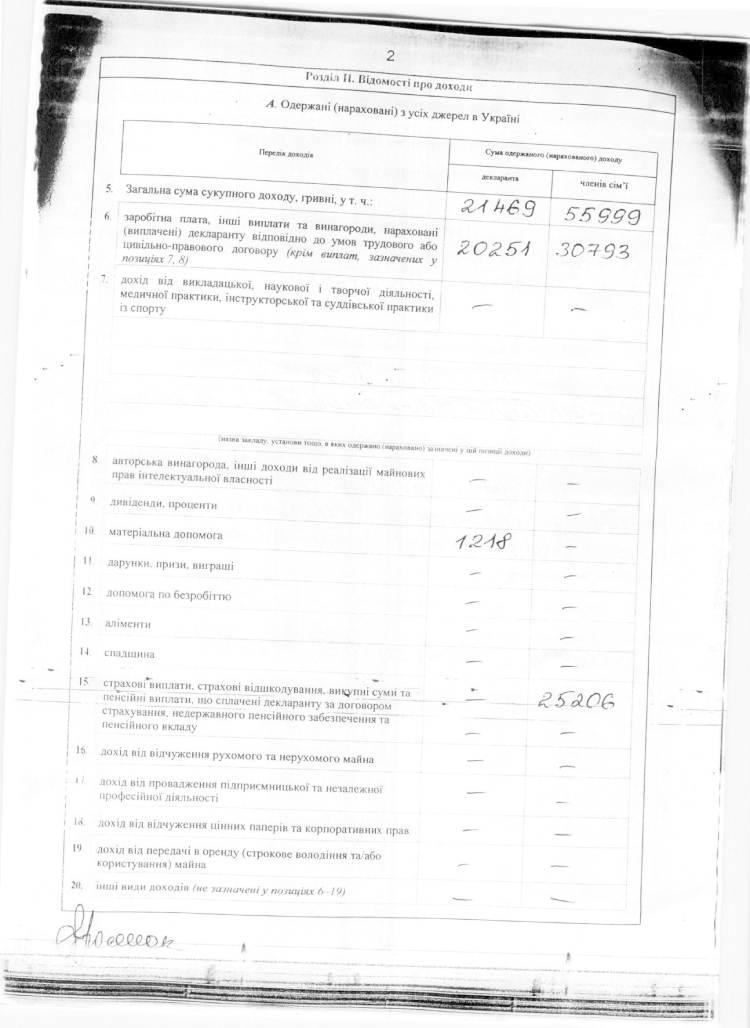 2
Розділ II. Відомості про доходи
А. Одержані (нараховані) з усіх джерел в Україні
Перелік доходів
Сума одержаного (нарахованого) доходу
декларанта
членів сім'ї
5. Загальна сума сукупного доходу, гривні, у т. ч.: 21469 55999
6. заробітна плата, інші виплати та винагороди, нараховані
(виплачені) декларанту відповідно до умов трудового або
цивільно-правового договору (крім виплат, зазначених у
позиціях 7, 8) 20251 30793
7. дохід від викладацької, наукової і творчої діяльності,
медичної практики, інструкторської та суддівської практики
із спорту — —
(назва закладу, установи тощо, в яких одержано (нараховано) зазначені у цій позиції доходи)
8. авторська винагорода, інші доходи від реалізації майнових
прав інтелектуальної власності — —
9. дивіденди, проценти — —
10. матеріальна допомога 1218 —
11. дарунки, призи, виграші — —
12. допомога по безробіттю — —
13. аліменти — —
14. спадщина — —
15. страхові виплати, страхові відшкодування, викупні суми та
пенсійні виплати, що сплачені декларанту за договором
страхування, недержавного пенсійного забезпечення та
пенсійного вкладу — 25206
— —
16. дохід від відчуження рухомого та нерухомого майна — —
17. дохід від провадження підприємницької та незалежної
професійної діяльності — —
18. дохід від відчуження цінних паперів та корпоративних прав — —
19. дохід від передачі в оренду (строкове володіння та/або
користування) майна — —
20. інші види доходів (не зазначені у позиціях 6–19) — —